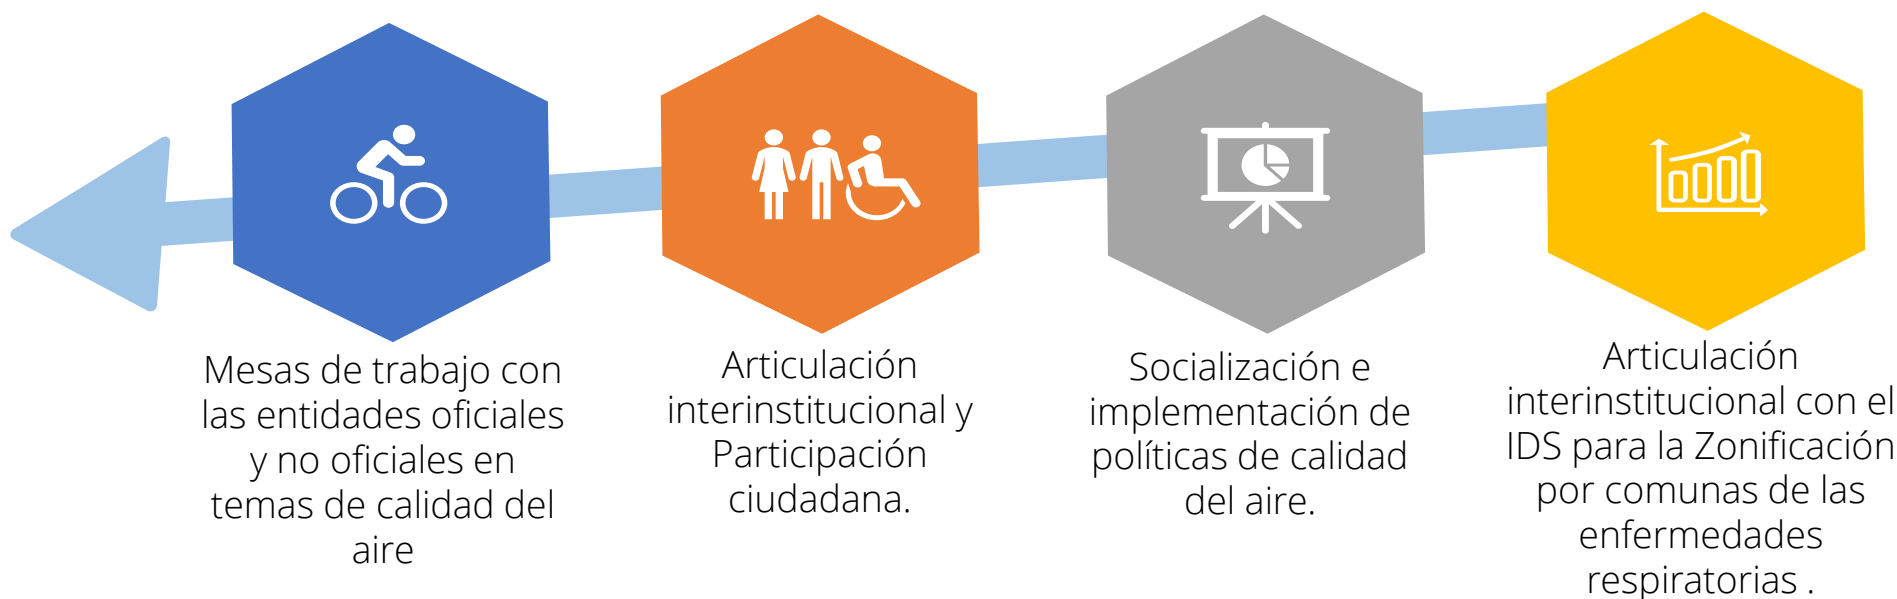 Mesas de trabajo con
las entidades oficiales
y no oficiales en
temas de calidad del
aire
Articulación
interinstitucional y
Participación
ciudadana.
Socialización e
implementación de
políticas de calidad
del aire.
Articulación
interinstitucional con el
IDS para la Zonificación
por comunas de las
enfermedades
respiratorias .